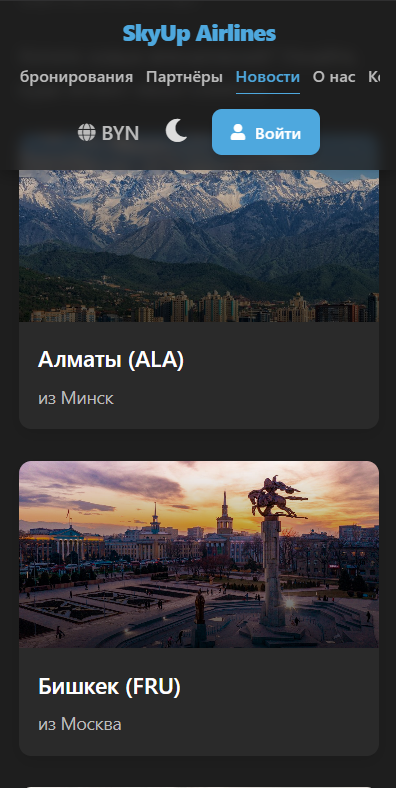 SkyUp Airlines
бронирования Партнёры Новости О нас
BYN
Войти
Алматы (ALA)
из Минск
Бишкек (FRU)
из Москва